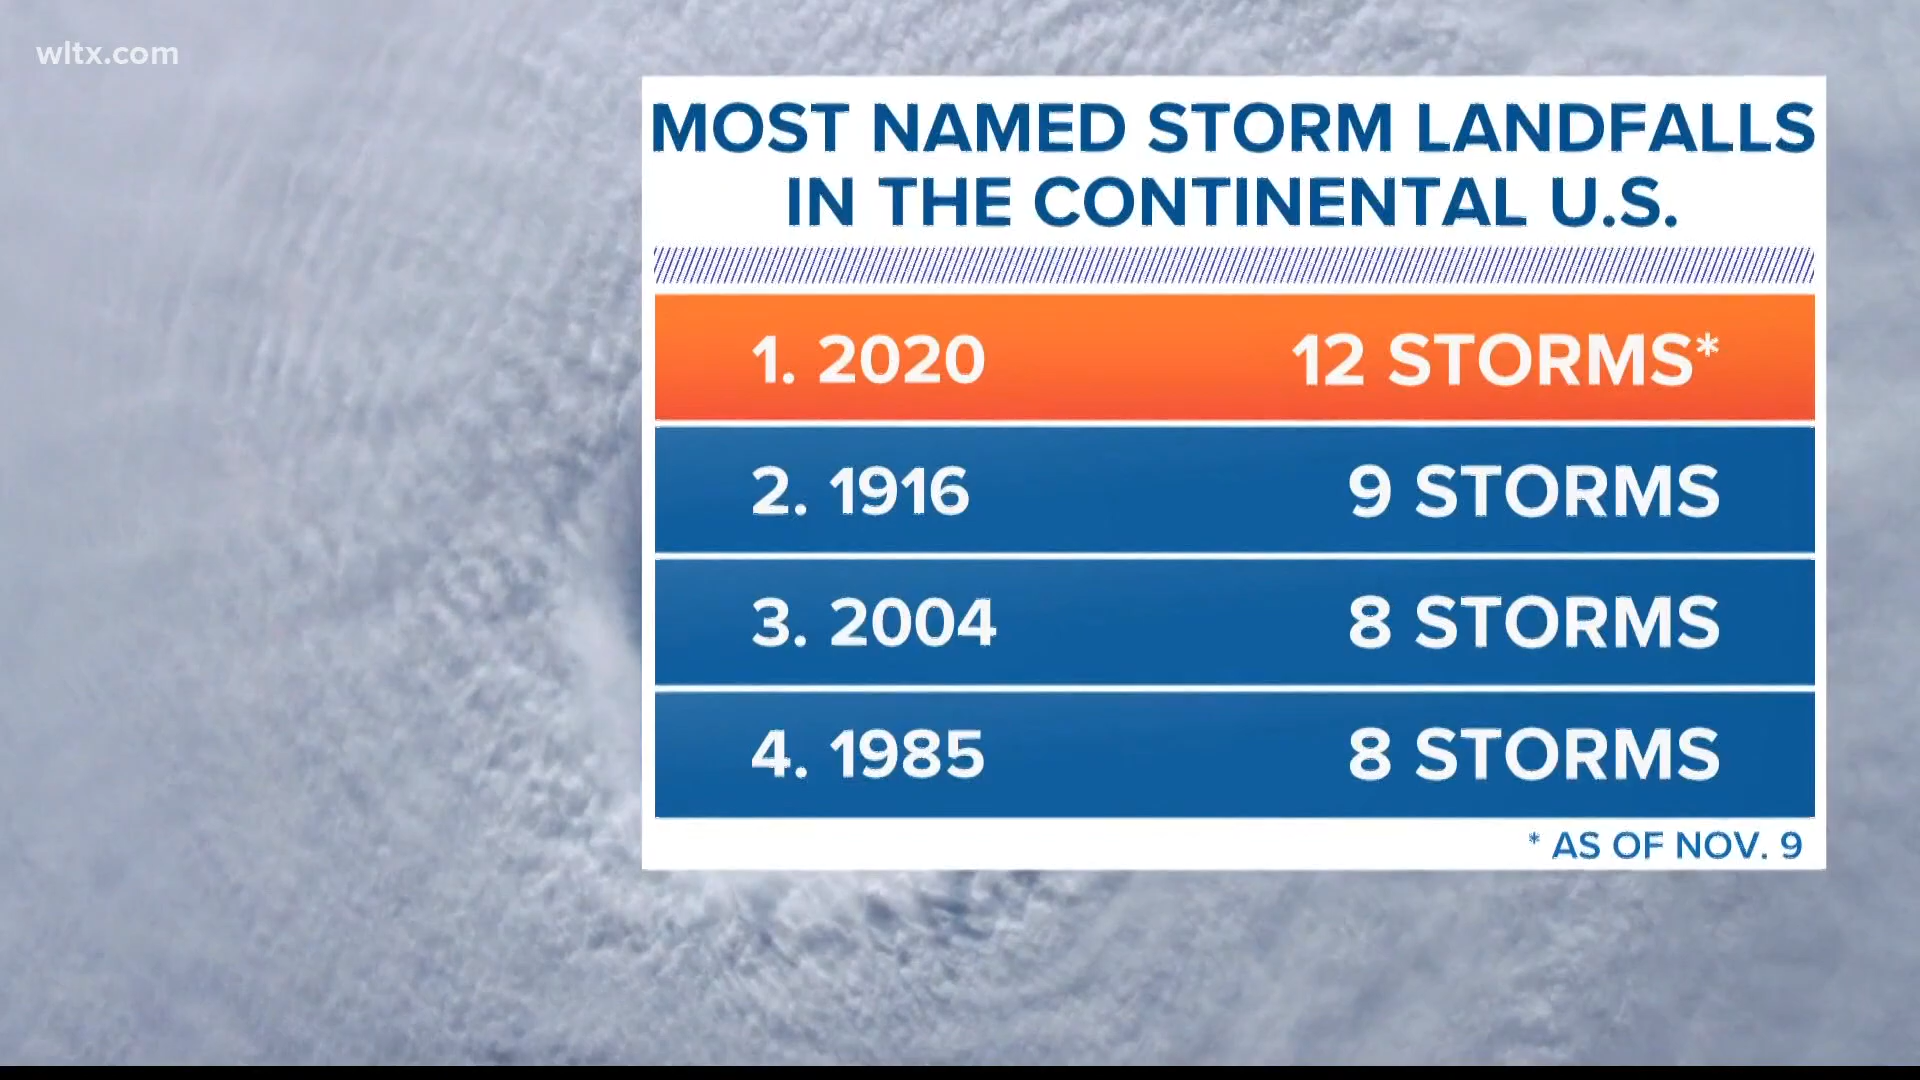 wltx.com
MOST NAMED STORM LANDFALLS
IN THE CONTINENTAL U.S.
1. 2020 12 STORMS*
2. 1916 9 STORMS
3. 2004 8 STORMS
4. 1985 8 STORMS
* AS OF NOV. 9